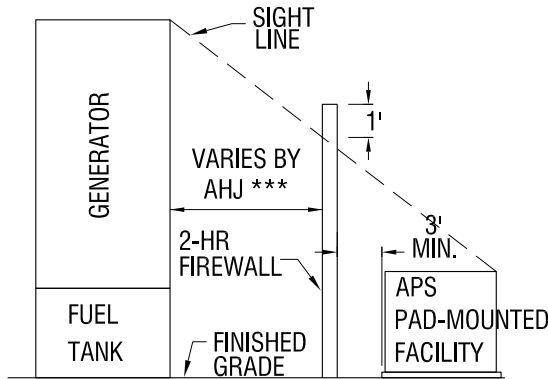 SIGHT
LINE
GENERATOR
1'
VARIES BY
AHJ ***
3'
MIN.
2-HR
FIREWALL
APS
PAD-MOUNTED
FACILITY
FUEL
TANK
FINISHED
GRADE